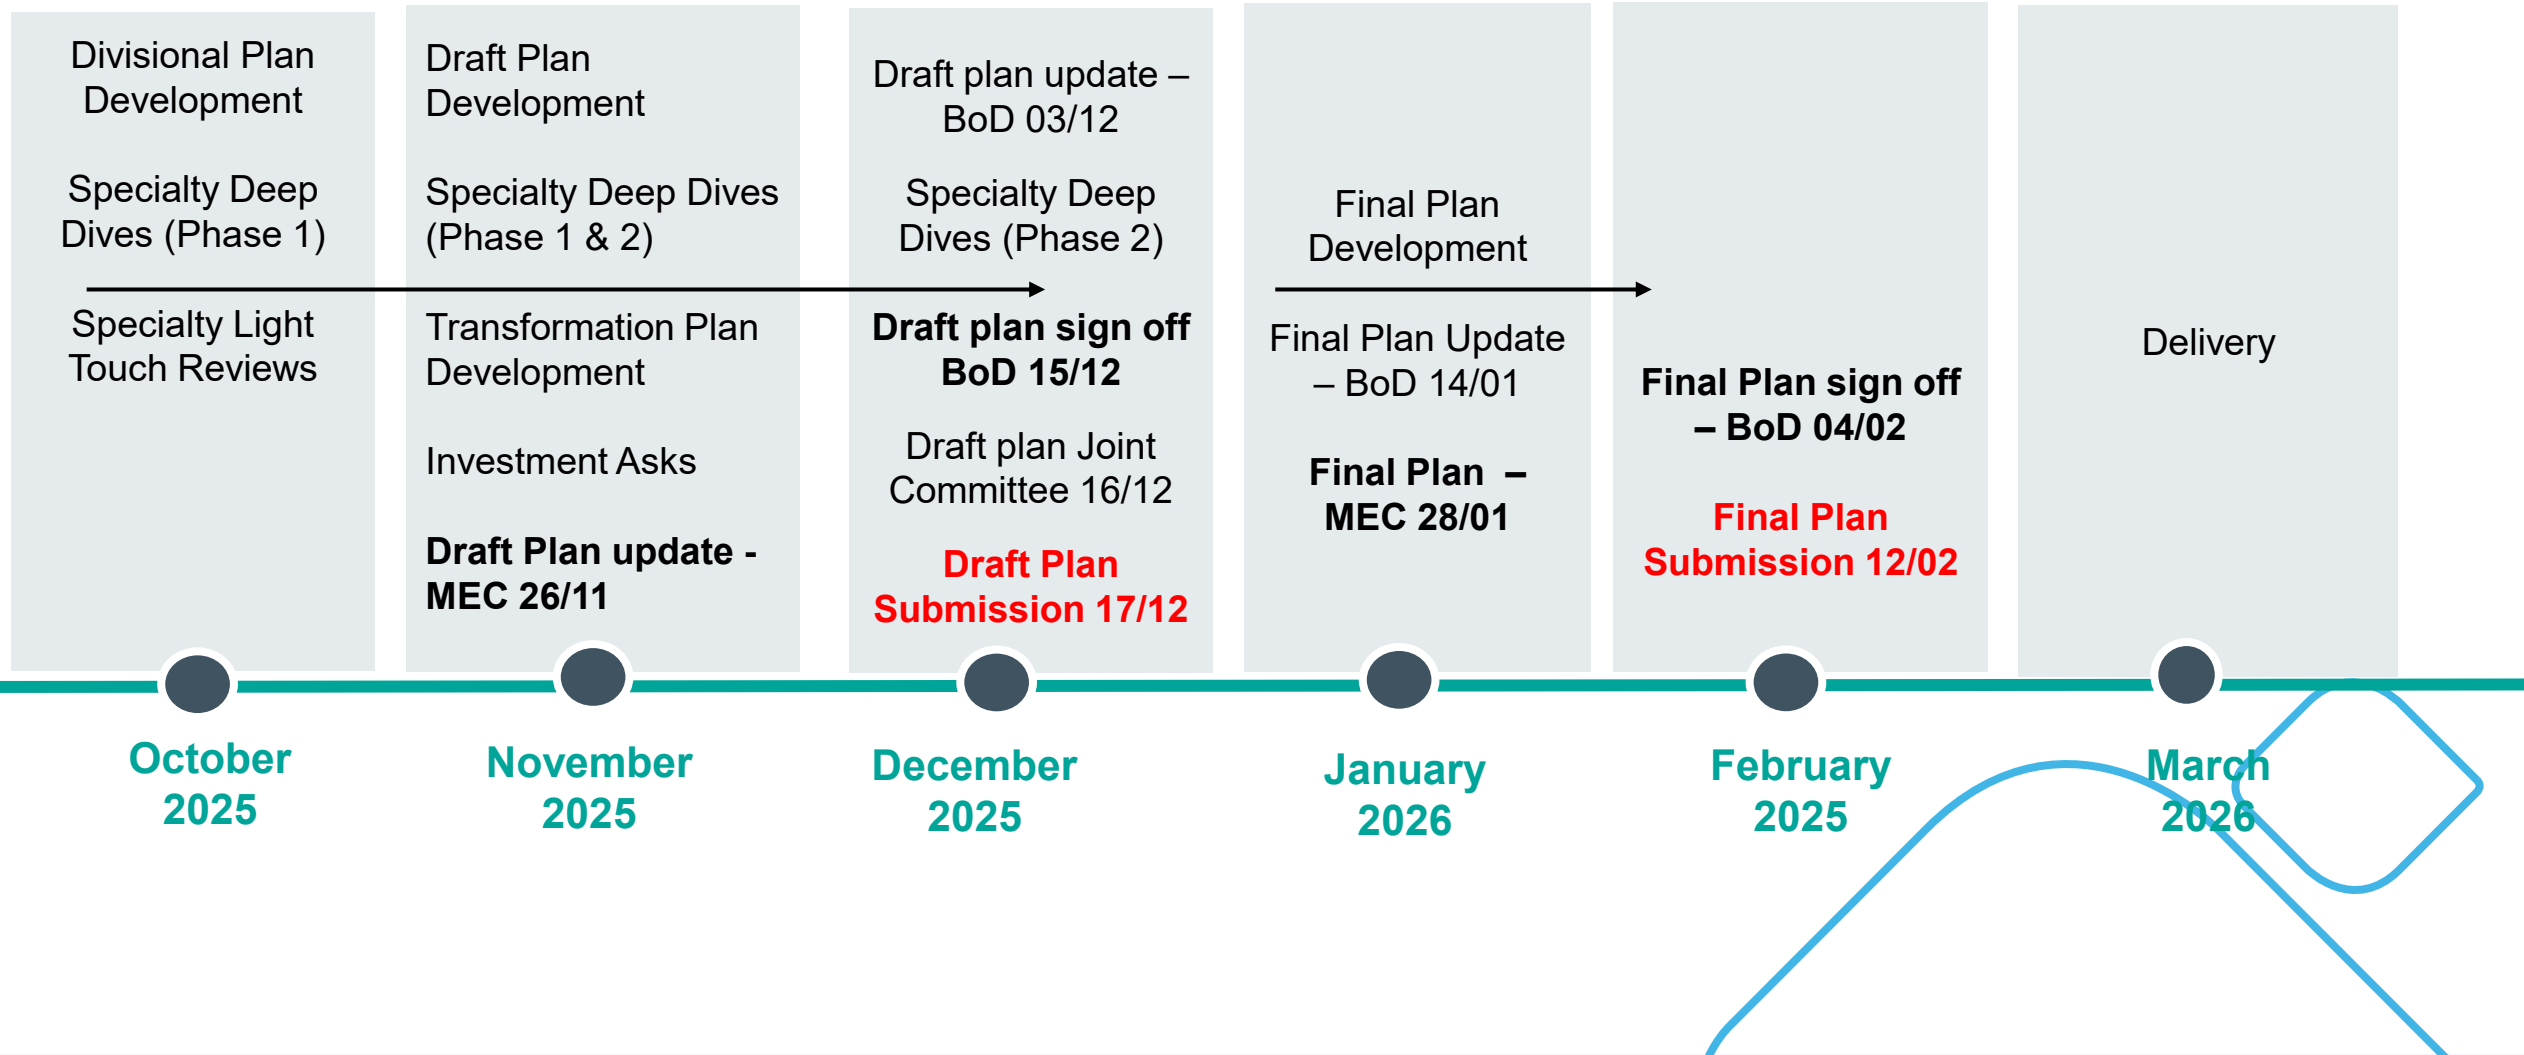 Divisional Plan
Development
Specialty Deep
Dives (Phase 1)
Specialty Light
Touch Reviews
Draft Plan
Development
Specialty Deep Dives
(Phase 1 & 2)
Transformation Plan
Development
Investment Asks
Draft Plan update -
MEC 26/11
Draft plan update –
BoD 03/12
Specialty Deep
Dives (Phase 2)
Draft plan sign off
BoD 15/12
Draft plan Joint
Committee 16/12
Draft Plan
Submission 17/12
Final Plan
Development
Final Plan Update
– BoD 14/01
Final Plan –
MEC 28/01
Final Plan sign off
– BoD 04/02
Final Plan
Submission 12/02
Delivery
October
2025
November
2025
December
2025
January
2026
February
2025
March
2026